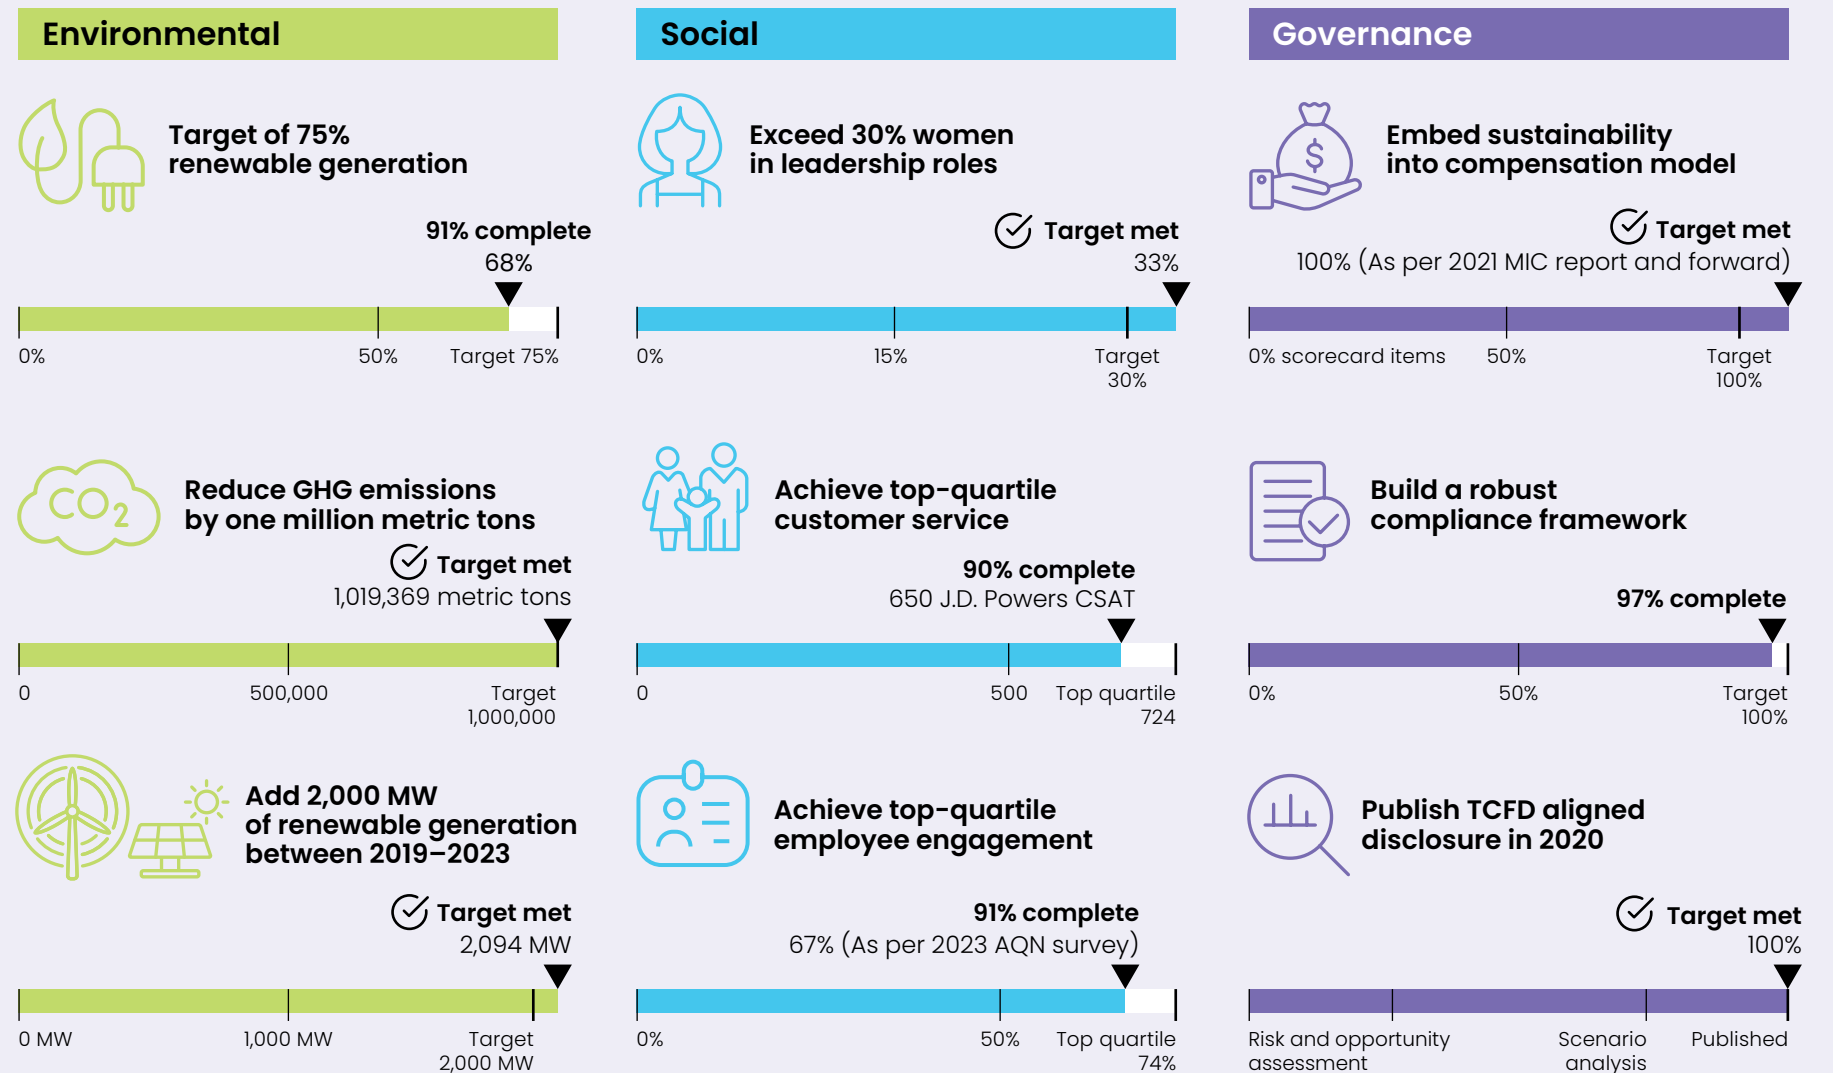 Environmental
Target of 75%
renewable generation
91% complete
68%
0%
50%
Target 75%
CO2
Reduce GHG emissions
by one million metric tons
Target met
1,019,369 metric tons
0
500,000
Target
1,000,000
Add 2,000 MW
of renewable generation
between 2019–2023
Target met
2,094 MW
0 MW
1,000 MW
Target
2,000 MW
Social
Exceed 30% women
in leadership roles
Target met
33%
0%
15%
Target
30%
Achieve top-quartile
customer service
90% complete
650 J.D. Powers CSAT
0
500
Top quartile
724
Achieve top-quartile
employee engagement
91% complete
67% (As per 2023 AQN survey)
0%
50%
Top quartile
74%
Governance
$
Embed sustainability
into compensation model
Target met
100% (As per 2021 MIC report and forward)
0% scorecard items
50%
Target
100%
Build a robust
compliance framework
97% complete
0%
50%
Target
100%
Publish TCFD aligned
disclosure in 2020
Target met
100%
Risk and opportunity
assessment
Scenario
analysis
Published